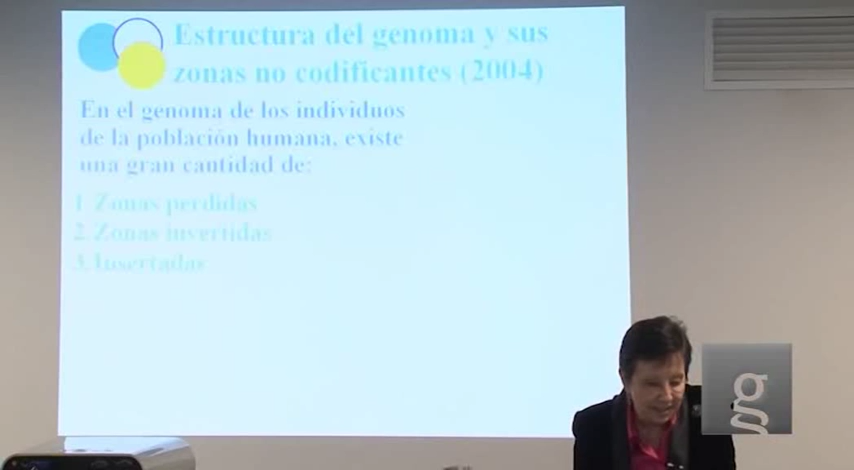 Estructura del genoma y sus
zonas no codificantes (2004)
En el genoma de los individuos
de la población humana, existe
una gran cantidad de:
1. Zonas perdidas
2. Zonas invertidas
3. Insertadas
g